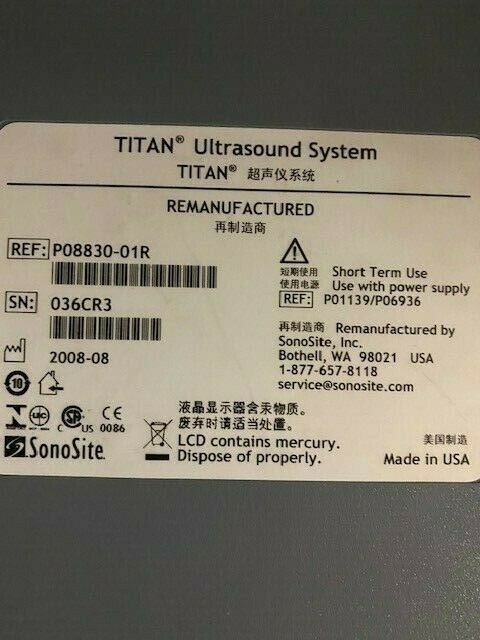 TITAN® Ultrasound System
TITAN® 超声仪系统
REMANUFACTURED
再制造商
REF: P08830-01R
SN: 036CR3
2008-08
短期使用 Short Term Use
使用电源 Use with power supply
REF: P01139/P06936
再制造商 Remanufactured by
SonoSite, Inc.
Bothell, WA 98021 USA
1-877-657-8118
service@sonosite.com
10
C US
CE
0086
液晶显示器含汞物质。
废弃时请适当处置。
LCD contains mercury.
Dispose of properly.
SonoSite
美国制造
Made in USA